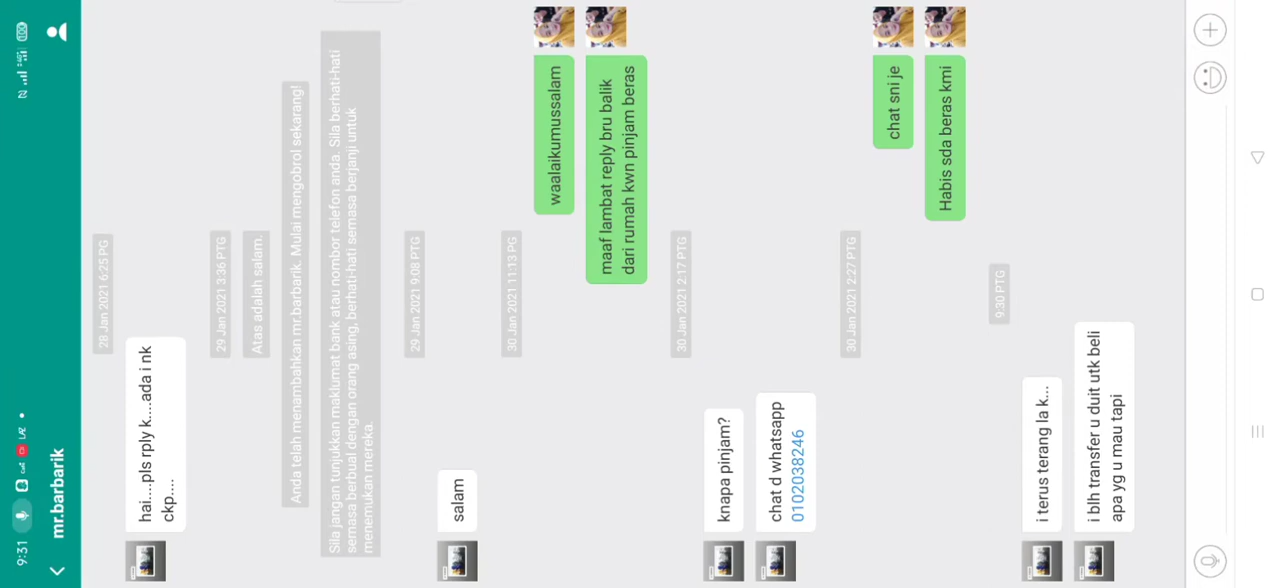 9:31
mr.barbarik
28 Jan 2021 6:25 PG
hai....pls rply k....ada i nk
ckp....
29 Jan 2021 3:36 PTG
Atas adalah salam.
Anda telah menambahkan mr.barbarik. Mulai mengobrol sekarang!
Sila jangan tunjukkan maklumat bank atau nombor telefon anda. Sila berhati-hati
semasa berbual dengan orang asing, berhati-hati semasa berjanji untuk
menemukan mereka.
29 Jan 2021 9:08 PTG
salam
30 Jan 2021 11:13 PG
waalaikumussalam
maaf lambat reply bru balik
dari rumah kwn pinjam beras
30 Jan 2021 2:17 PTG
knapa pinjam?
chat d whatsapp
0102038246
30 Jan 2021 2:27 PTG
chat sni je
Habis sda beras kmi
9:30 PTG
i terus terang la k...
i blh transfer u duit utk beli
apa yg u mau tapi